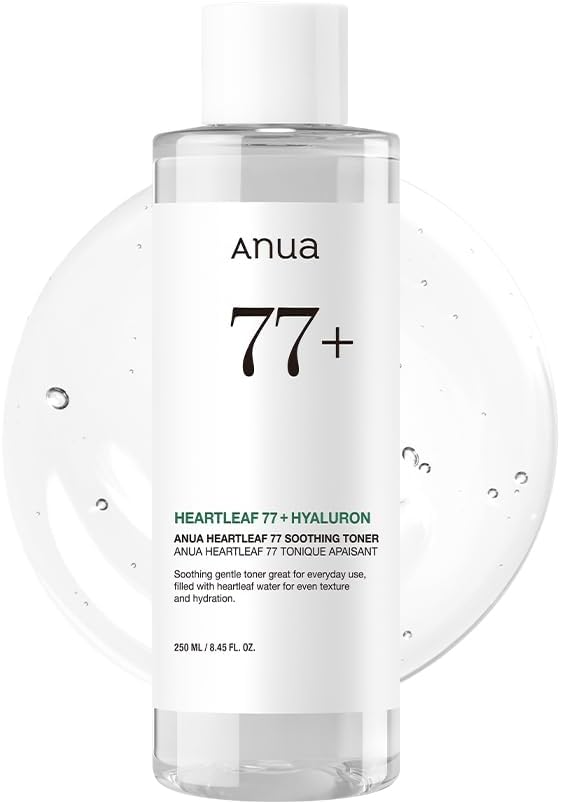 Anua
77+
HEARTLEAF 77 + HYALURON
ANUA HEARTLEAF 77 SOOTHING TONER
ANUA HEARTLEAF 77 TONIQUE APAISANT
Soothing gentle toner great for everyday use,
filled with heartleaf water for even texture
and hydration.
250 ML / 8.45 FL. OZ.